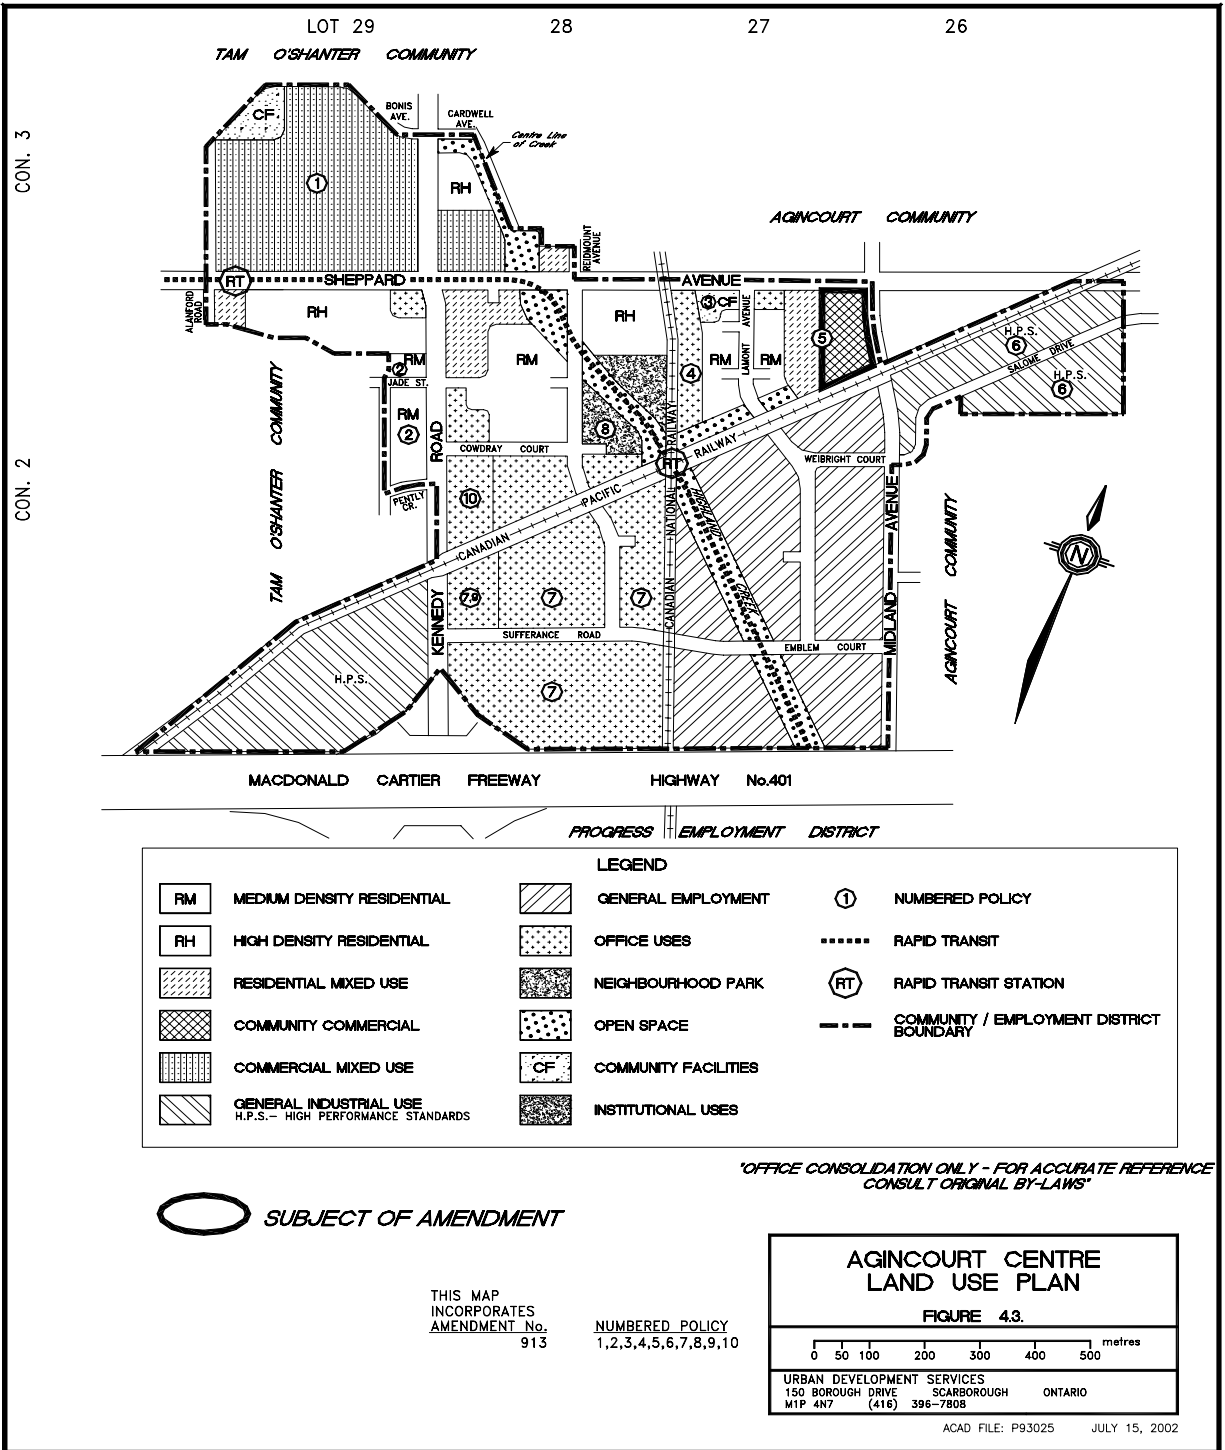 LOT 29 28 27 26
TAM O'SHANTER COMMUNITY
CON. 3
CF
BONIS
AVE.
CARDWELL
AVE.
Centre Line
of Creek
1
RH
AGINCOURT COMMUNITY
REIDMOUNT
AVENUE
RT
SHEPPARD
AVENUE
ALANFORD
ROAD
RH
RH
3 CF
LAMONT AVENUE
5
H.P.S.
6
SALOME DRIVE
H.P.S.
6
RM
2
JADE ST.
RM
2
RM
4
RM
RM
TAM O'SHANTER COMMUNITY
CON. 2
KENNEDY ROAD
COWDRAY COURT
8
RT
CANADIAN PACIFIC RAILWAY
WEIBRIGHT COURT
PENTLY
CR.
10
CANADIAN NATIONAL RAILWAY
HIGHLAND CREEK
MIDLAND AVENUE
AGINCOURT COMMUNITY
N
7,9
7
7
SUFFERANCE ROAD
EMBLEM COURT
H.P.S.
7
MACDONALD CARTIER FREEWAY HIGHWAY No.401
PROGRESS EMPLOYMENT DISTRICT
LEGEND
RM MEDIUM DENSITY RESIDENTIAL
RH HIGH DENSITY RESIDENTIAL
RESIDENTIAL MIXED USE
COMMUNITY COMMERCIAL
COMMERCIAL MIXED USE
GENERAL INDUSTRIAL USE
H.P.S.- HIGH PERFORMANCE STANDARDS
GENERAL EMPLOYMENT
OFFICE USES
NEIGHBOURHOOD PARK
OPEN SPACE
CF COMMUNITY FACILITIES
INSTITUTIONAL USES
1 NUMBERED POLICY
RAPID TRANSIT
RT RAPID TRANSIT STATION
COMMUNITY / EMPLOYMENT DISTRICT
BOUNDARY
"OFFICE CONSOLIDATION ONLY - FOR ACCURATE REFERENCE
CONSULT ORIGINAL BY-LAWS"
SUBJECT OF AMENDMENT
THIS MAP
INCORPORATES
AMENDMENT No. NUMBERED POLICY
913 1,2,3,4,5,6,7,8,9,10
AGINCOURT CENTRE
LAND USE PLAN
FIGURE 4.3.
0 50 100 200 300 400 500 metres
URBAN DEVELOPMENT SERVICES
150 BOROUGH DRIVE SCARBOROUGH ONTARIO
M1P 4N7 (416) 396-7808
ACAD FILE: P93025 JULY 15, 2002